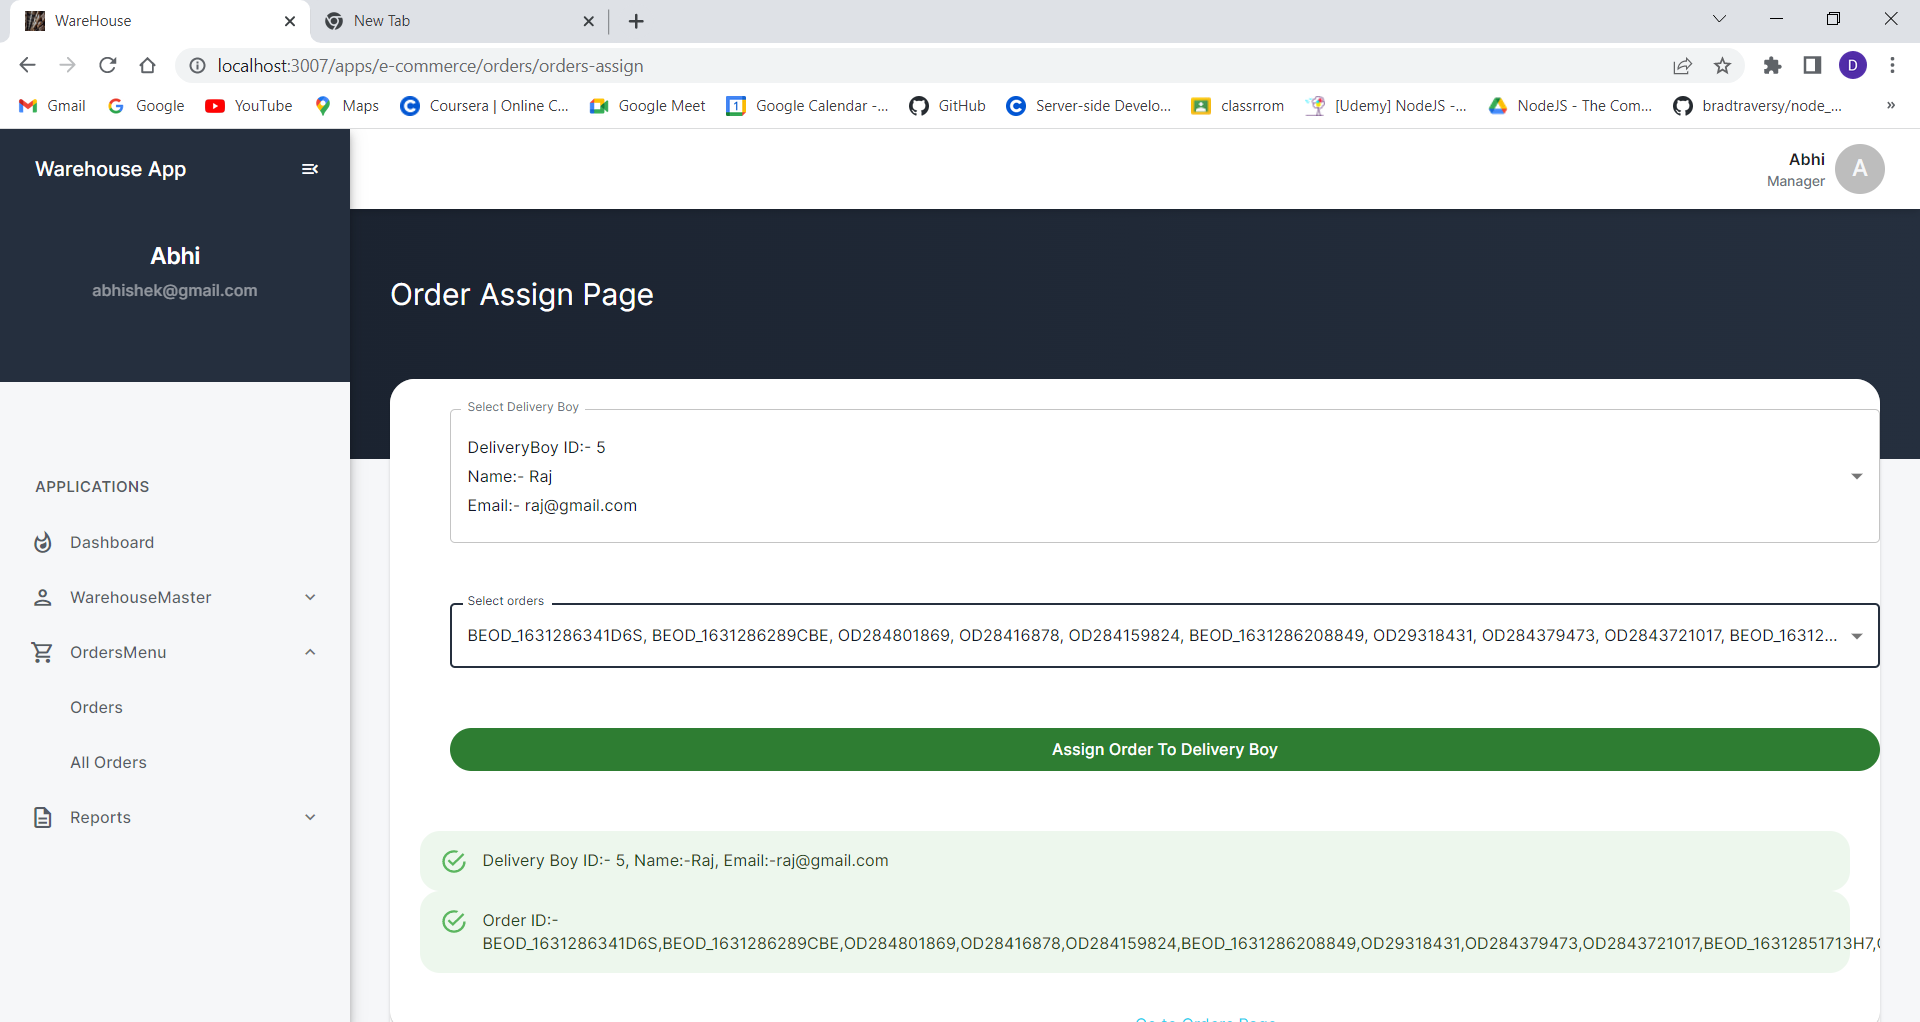 WareHouse
New Tab
localhost:3007/apps/e-commerce/orders/orders-assign
D
Gmail
Google
YouTube
Maps
Coursera | Online C...
Google Meet
1
Google Calendar -...
GitHub
Server-side Develo...
classrrom
[Udemy] NodeJS -...
NodeJS - The Com...
bradtraversy/node_...
»
Warehouse App
Abhi
Manager
A
Abhi
abhishek@gmail.com
Order Assign Page
APPLICATIONS
Dashboard
WarehouseMaster
OrdersMenu
Orders
All Orders
Reports
Select Delivery Boy
DeliveryBoy ID:- 5
Name:- Raj
Email:- raj@gmail.com
Select orders
BEOD_1631286341D6S, BEOD_1631286289CBE, OD284801869, OD28416878, OD284159824, BEOD_1631286208849, OD29318431, OD284379473, OD2843721017, BEOD_16312...
Assign Order To Delivery Boy
Delivery Boy ID:- 5, Name:-Raj, Email:-raj@gmail.com
Order ID:-
BEOD_1631286341D6S,BEOD_1631286289CBE,OD284801869,OD28416878,OD284159824,BEOD_1631286208849,OD29318431,OD284379473,OD2843721017,BEOD_16312851713H7,
Go to Orders Page